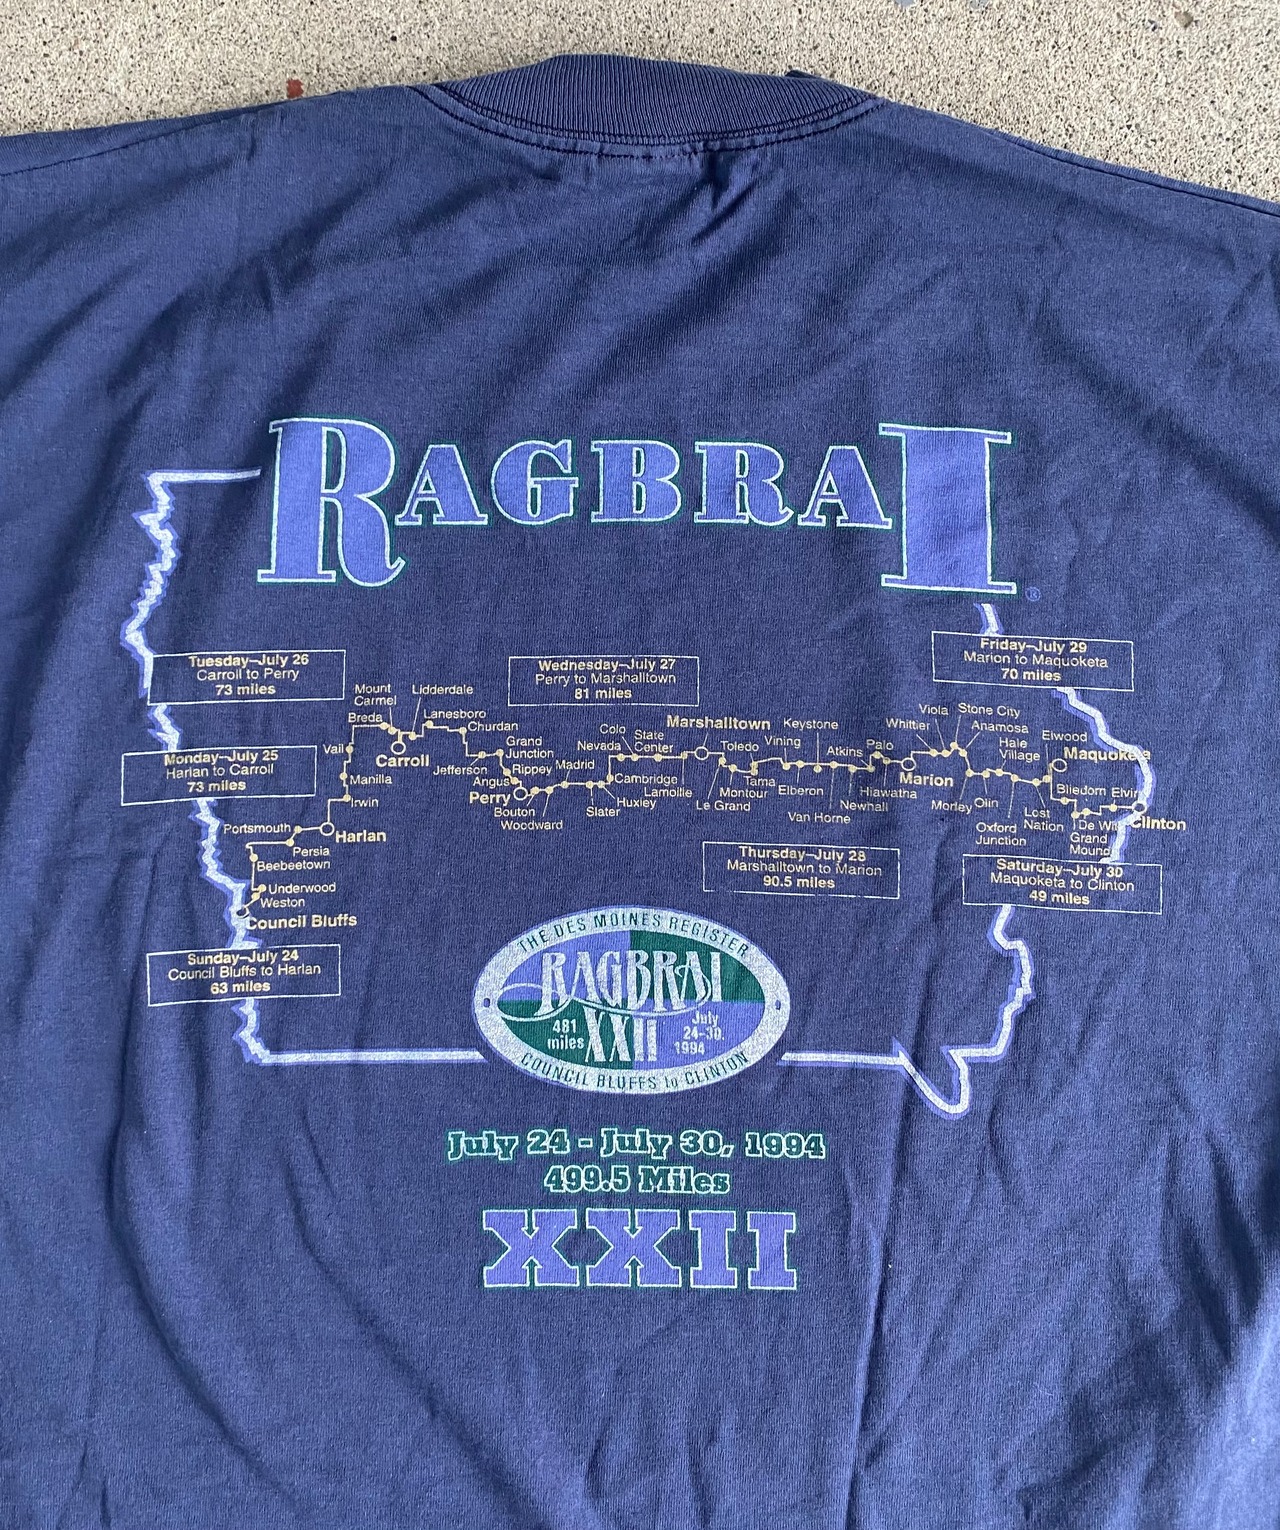 RAGBRAI®
Tuesday–July 26
Carroll to Perry
73 miles
Wednesday–July 27
Perry to Marshalltown
81 miles
Friday–July 29
Marion to Maquoketa
70 miles
Monday–July 25
Harlan to Carroll
73 miles
Council Bluffs
Weston
Underwood
Beebeetown
Persia
Portsmouth
Harlan
Irwin
Manilla
Vail
Breda
Mount
Carmel
Carroll
Lidderdale
Lanesboro
Churdan
Jefferson
Grand
Junction
Rippey
Angus
Perry
Bouton
Woodward
Madrid
Slater
Huxley
Cambridge
Nevada
Colo
State
Center
Lamoille
Marshalltown
Le Grand
Toledo
Montour
Tama
Vining
Elberon
Keystone
Van Horne
Newhall
Atkins
Palo
Hiawatha
Marion
Whittier
Viola
Stone City
Anamosa
Morley
Olin
Hale
Village
Oxford
Junction
Lost
Nation
Elwood
Maquoketa
Bliedorn
Elvira
De Witt
Grand
Mound
Clinton
Thursday–July 28
Marshalltown to Marion
90.5 miles
Saturday–July 30
Maquoketa to Clinton
49 miles
Sunday–July 24
Council Bluffs to Harlan
63 miles
THE DES MOINES REGISTER
RAGBRAI
XXII
481
miles
July
24-30,
1994
COUNCIL BLUFFS to CLINTON
July 24 - July 30, 1994
499.5 Miles
XXII